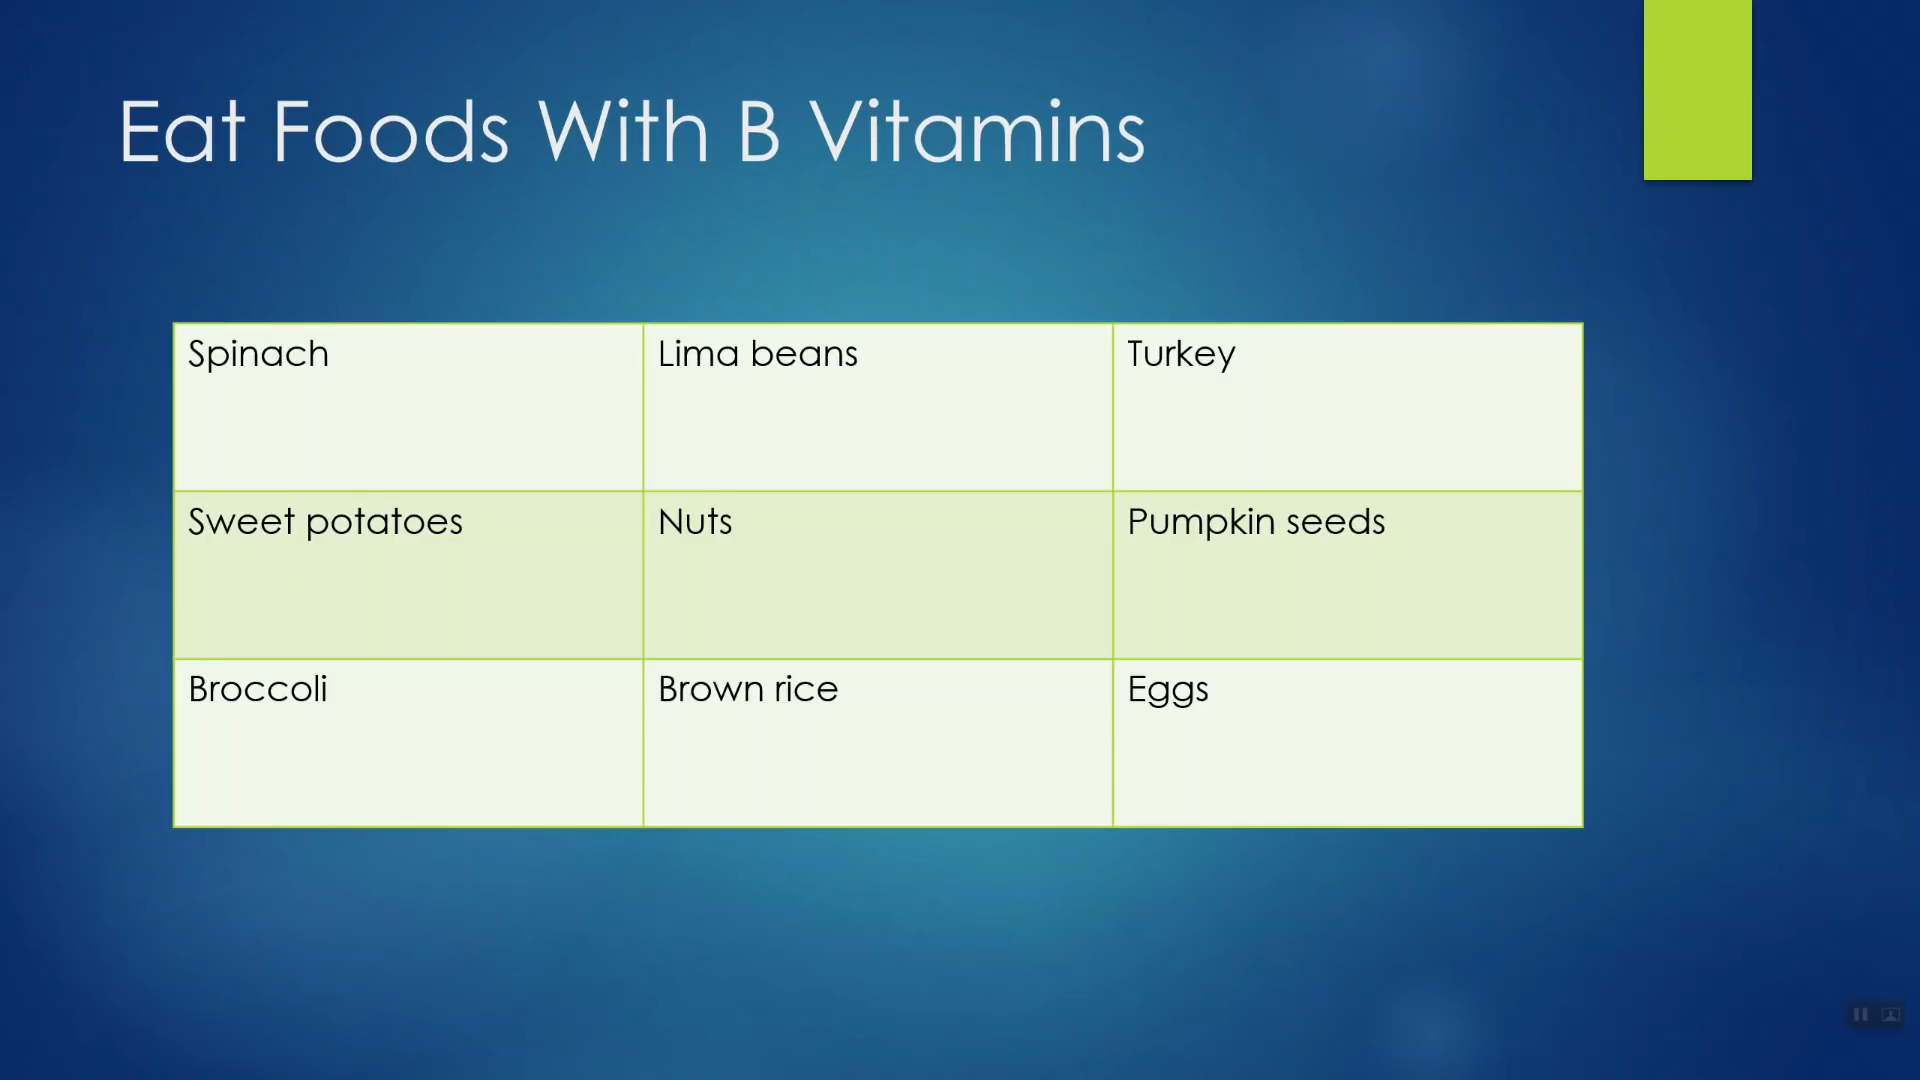 Eat Foods With B Vitamins
Spinach
Lima beans
Turkey
Sweet potatoes
Nuts
Pumpkin seeds
Broccoli
Brown rice
Eggs